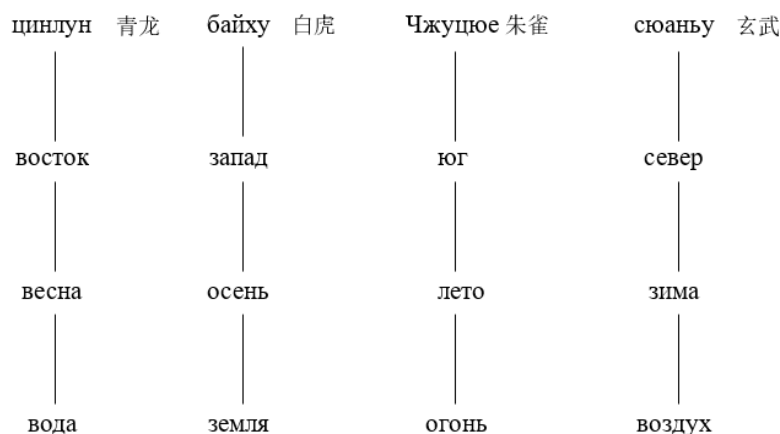 цинлун 青龙 байху 白虎 Чжуцюе 朱雀 сюаньу 玄武
восток запад юг север
весна осень лето зима
вода земля огонь воздух